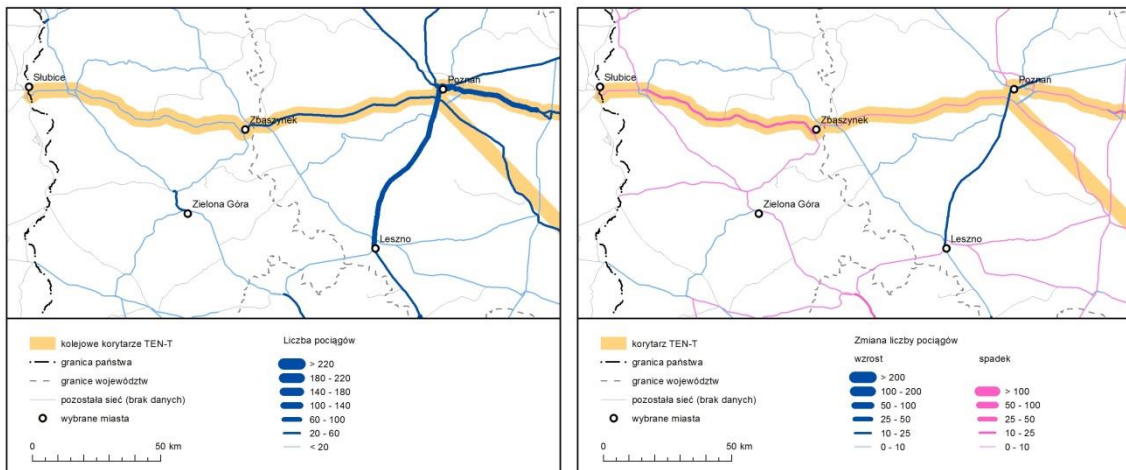 Słubice
Poznań
Zbąszynek
Zielona Góra
Leszno
kolejowe korytarze TEN-T
granica państwa
granice województw
pozostała sieć (brak danych)
wybrane miasta
0 50 km
Liczba pociągów
> 220
180 - 220
140 - 180
100 - 140
60 - 100
20 - 60
< 20
Słubice
Poznań
Zbąszynek
Zielona Góra
Leszno
korytarz TEN-T
granica państwa
granice województw
pozostała sieć (brak danych)
wybrane miasta
0 50 km
Zmiana liczby pociągów
wzrost spadek
> 200
100 - 200 > 100
50 - 100 50 - 100
25 - 50 25 - 50
10 - 25 10 - 25
0 - 10 0 - 10